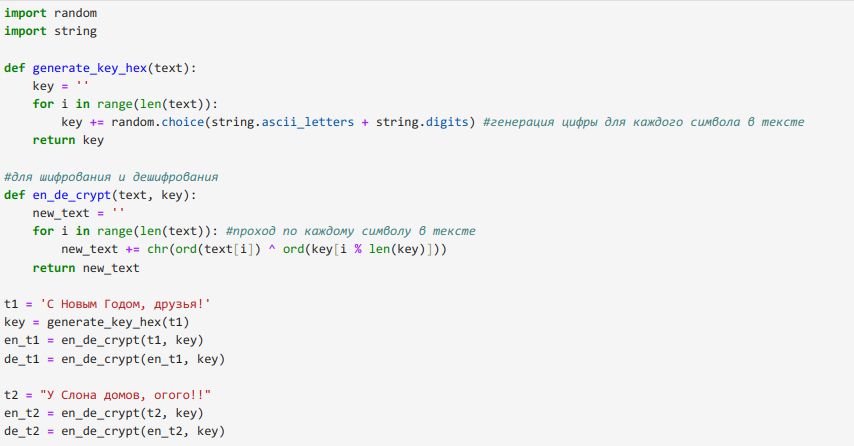 import random
import string
def generate_key_hex(text):
key = ''
for i in range(len(text)):
key += random.choice(string.ascii_letters + string.digits) #генерация цифры для каждого символа в тексте
return key
#для шифрования и дешифрования
def en_de_crypt(text, key):
new_text = ''
for i in range(len(text)): #проход по каждому символу в тексте
new_text += chr(ord(text[i]) ^ ord(key[i % len(key)]))
return new_text
t1 = 'С Новым Годом, друзья!'
key = generate_key_hex(t1)
en_t1 = en_de_crypt(t1, key)
de_t1 = en_de_crypt(en_t1, key)
t2 = "У Слона домов, огого!!"
en_t2 = en_de_crypt(t2, key)
de_t2 = en_de_crypt(en_t2, key)